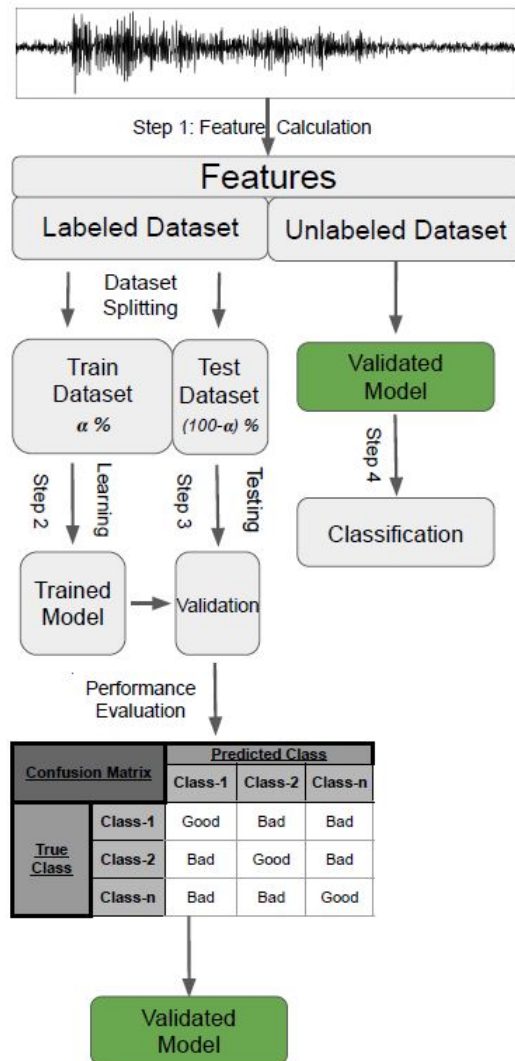 Step 1: Feature Calculation
Features
Labeled Dataset
Unlabeled Dataset
Dataset
Splitting
Train
Dataset
α %
Test
Dataset
(100-α) %
Validated
Model
Step 2
Learning
Step 3
Testing
Step 4
Classification
Trained
Model
Validation
Performance
Evaluation
Confusion Matrix
Predicted Class
Class-1 Class-2 Class-n
True
Class
Class-1 Good Bad Bad
Class-2 Bad Good Bad
Class-n Bad Bad Good
Validated
Model